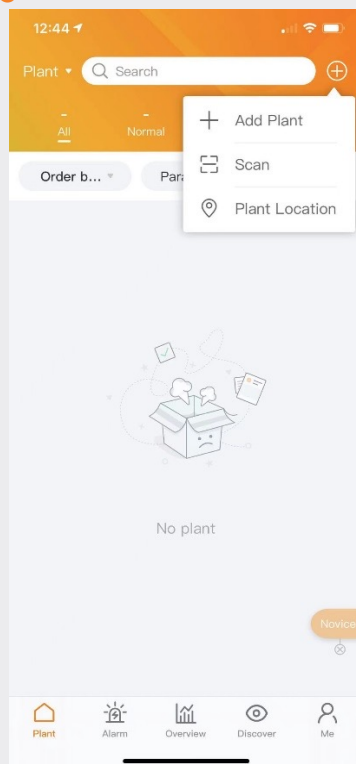 12:44
Plant
Search
Add Plant
Scan
Plant Location
-
-
All
Normal
Order b...
Para
No plant
Novice
Plant
Alarm
Overview
Discover
Me